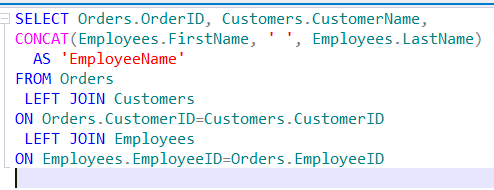 SELECT Orders.OrderID, Customers.CustomerName,
CONCAT(Employees.FirstName, ' ', Employees.LastName)
AS 'EmployeeName'
FROM Orders
LEFT JOIN Customers
ON Orders.CustomerID=Customers.CustomerID
LEFT JOIN Employees
ON Employees.EmployeeID=Orders.EmployeeID